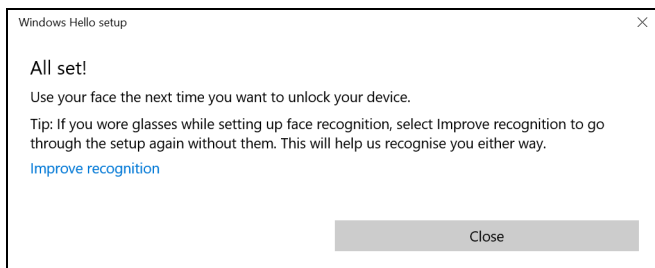 Windows Hello setup
All set!
Use your face the next time you want to unlock your device.
Tip: If you wore glasses while setting up face recognition, select Improve recognition to go
through the setup again without them. This will help us recognise you either way.
Improve recognition
Close